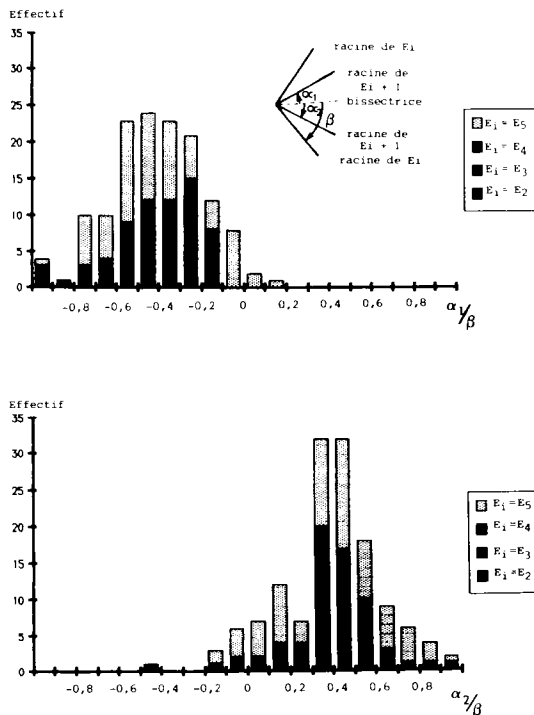 Effectif
35
30
25
20
15
10
5
0
-0,8 -0,6 -0,4 -0,2 0 0,2 0,4 0,6 0,8
α1/β
racine de Ei
racine de
Ei + 1
bissectrice
racine de
Ei + 1
racine de Ei
α1
α2
β
Ei = E5
Ei = E4
Ei = E3
Ei = E2
Effectif
35
30
25
20
15
10
5
0
-0,8 -0,6 -0,4 -0,2 0 0,2 0,4 0,6 0,8
α2/β
Ei = E5
Ei = E4
Ei = E3
Ei = E2